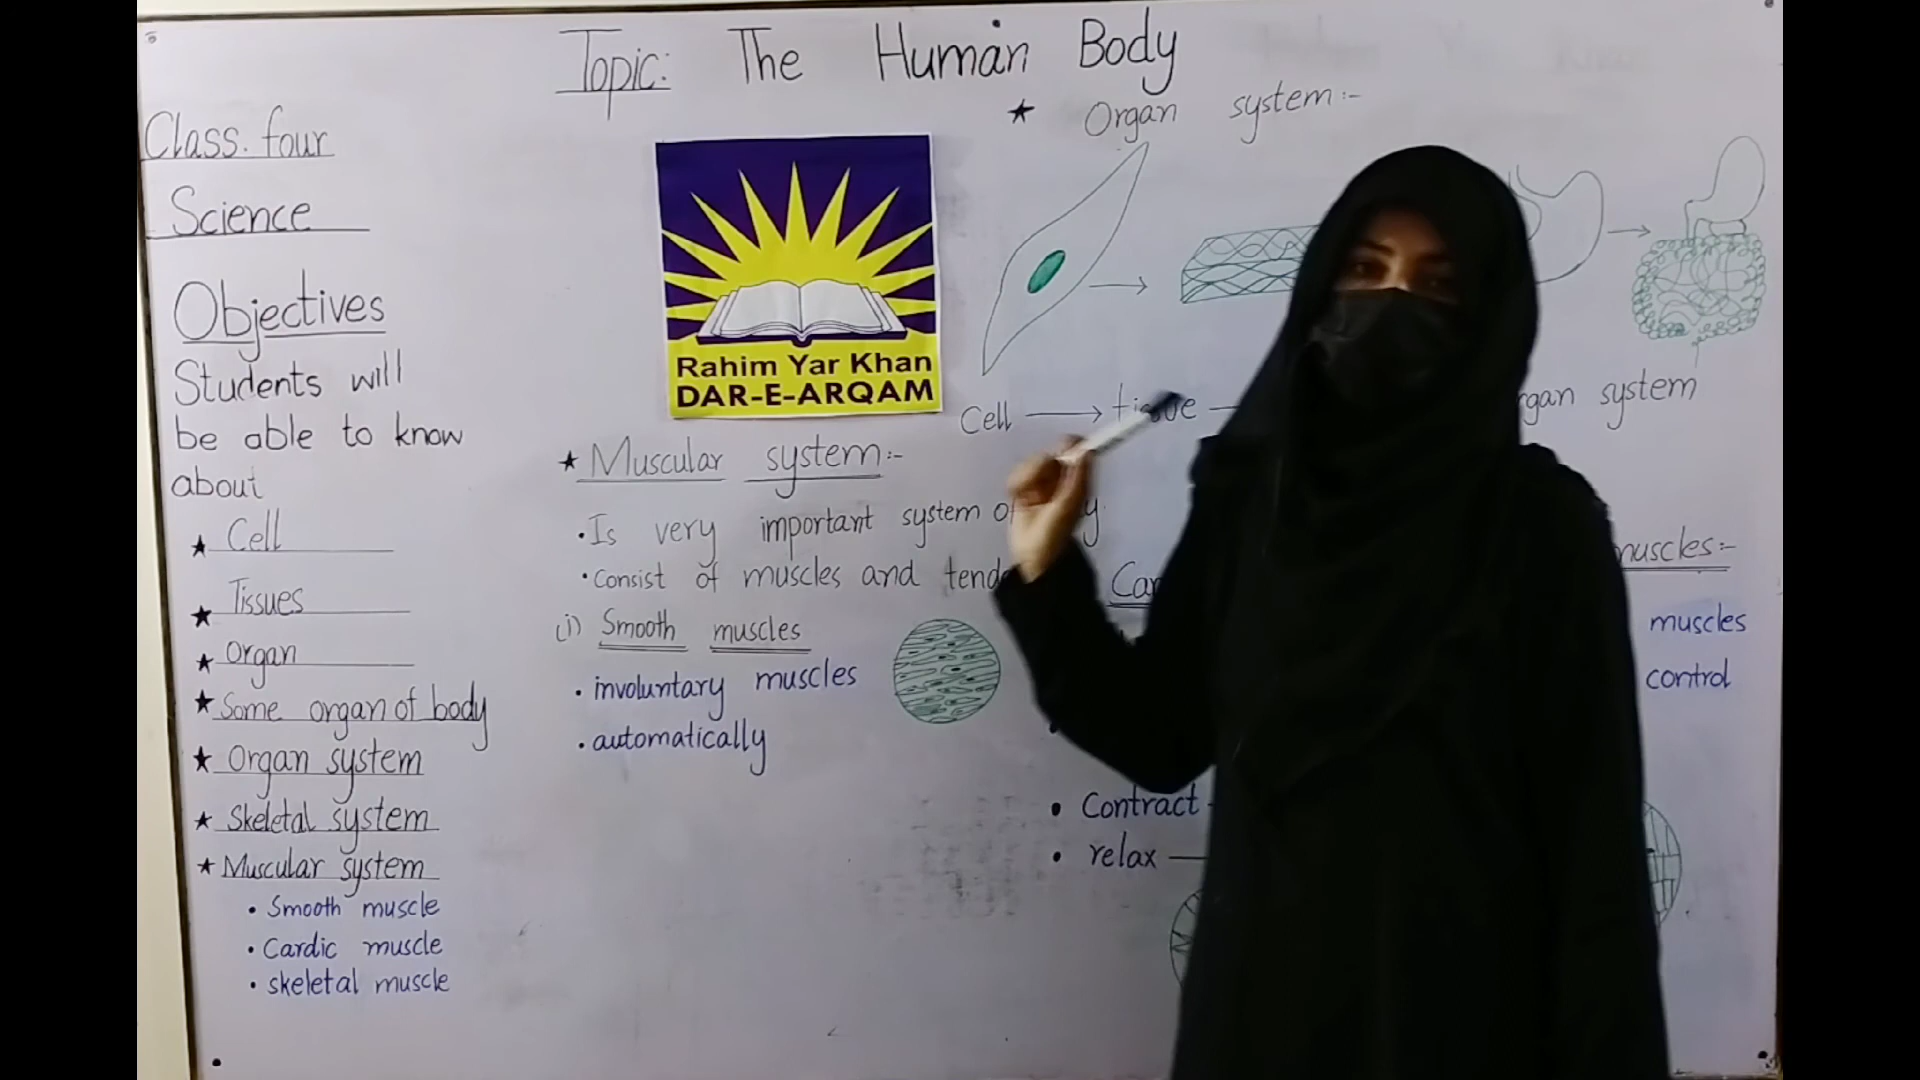 Topic: The Human Body
Class. four
Science
Objectives
Students will
be able to know
about
★ Cell
★ Tissues
★ Organ
★ Some organ of body
★ Organ system
★ Skeletal system
★ Muscular system
• Smooth muscle
• Cardic muscle
• skeletal muscle
Rahim Yar Khan
DAR-E-ARQAM
★ Organ system:-
Cell → tissue
organ system
★ Muscular system:-
• Is very important system of
• Consist of muscles and
(i) Smooth muscles
• involuntary muscles
• automatically
• Contract
• relax
muscles:-
muscles
control